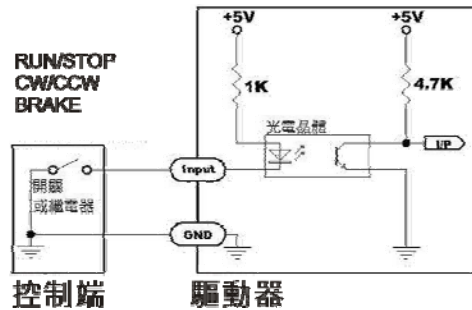 +5V
+5V
RUN/STOP
CW/CCW
BRAKE
1K
4.7K
光電晶體
I/P
開關
或繼電器
Input
GND
控制端
驅動器